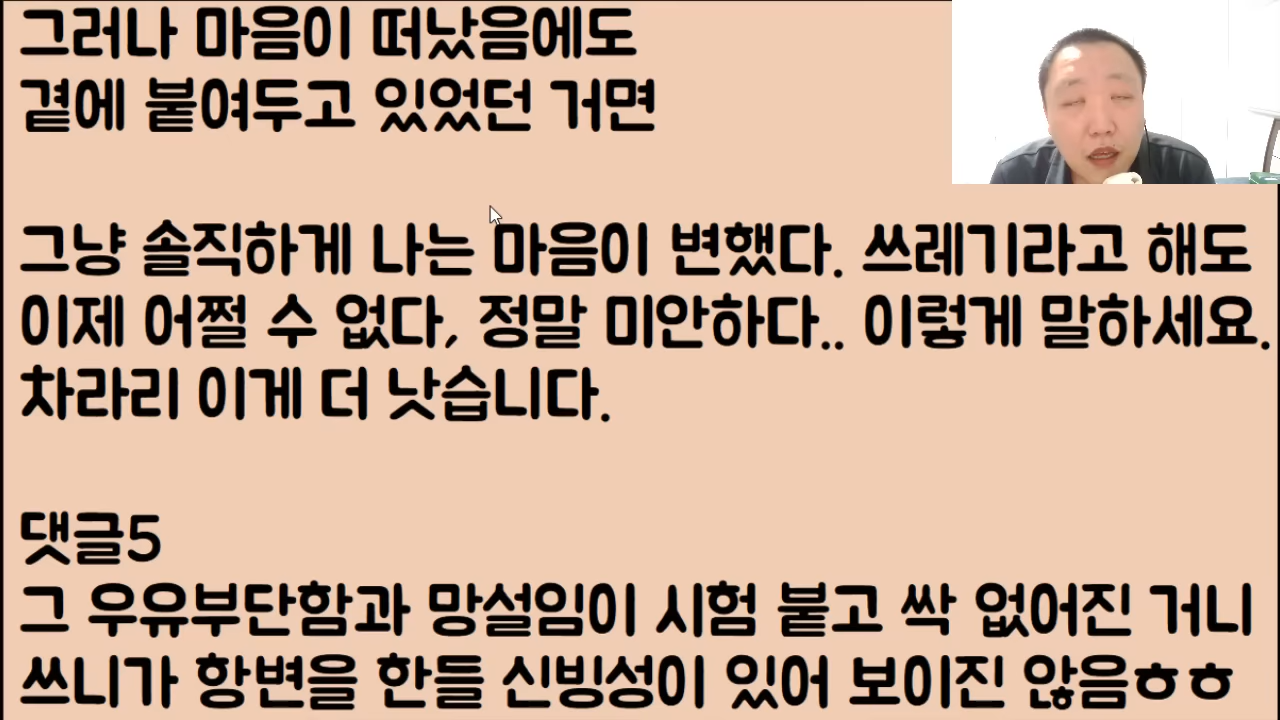 그러나 마음이 떠났음에도
곁에 붙여두고 있었던 거면
그냥 솔직하게 나는 마음이 변했다. 쓰레기라고 해도
이제 어쩔 수 없다, 정말 미안하다.. 이렇게 말하세요.
차라리 이게 더 낫습니다.
댓글5
그 우유부단함과 망설임이 시험 붙고 싹 없어진 거니
쓰니가 항변을 한들 신빙성이 있어 보이진 않음ㅎㅎ